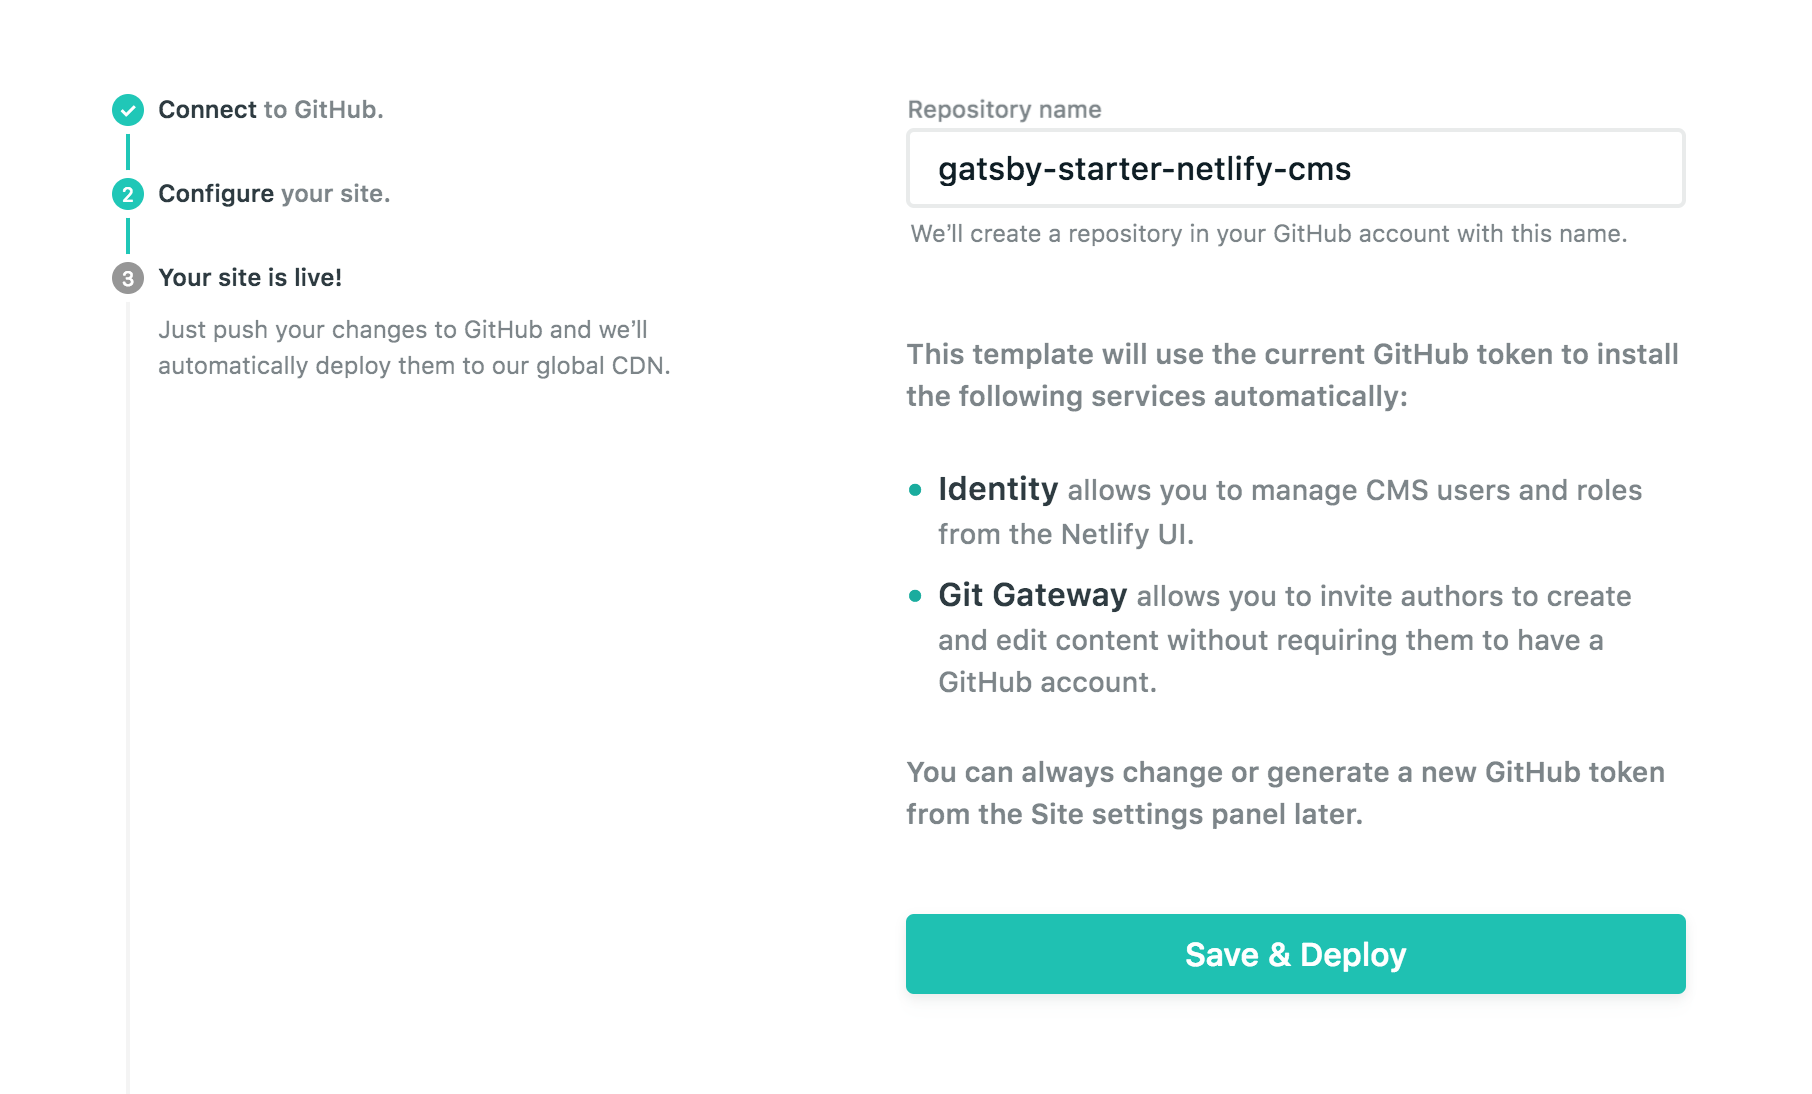 Connect to GitHub.
2 Configure your site.
3 Your site is live!
Just push your changes to GitHub and we’ll
automatically deploy them to our global CDN.
Repository name
gatsby-starter-netlify-cms
We’ll create a repository in your GitHub account with this name.
This template will use the current GitHub token to install
the following services automatically:
• Identity allows you to manage CMS users and roles
from the Netlify UI.
• Git Gateway allows you to invite authors to create
and edit content without requiring them to have a
GitHub account.
You can always change or generate a new GitHub token
from the Site settings panel later.
Save & Deploy